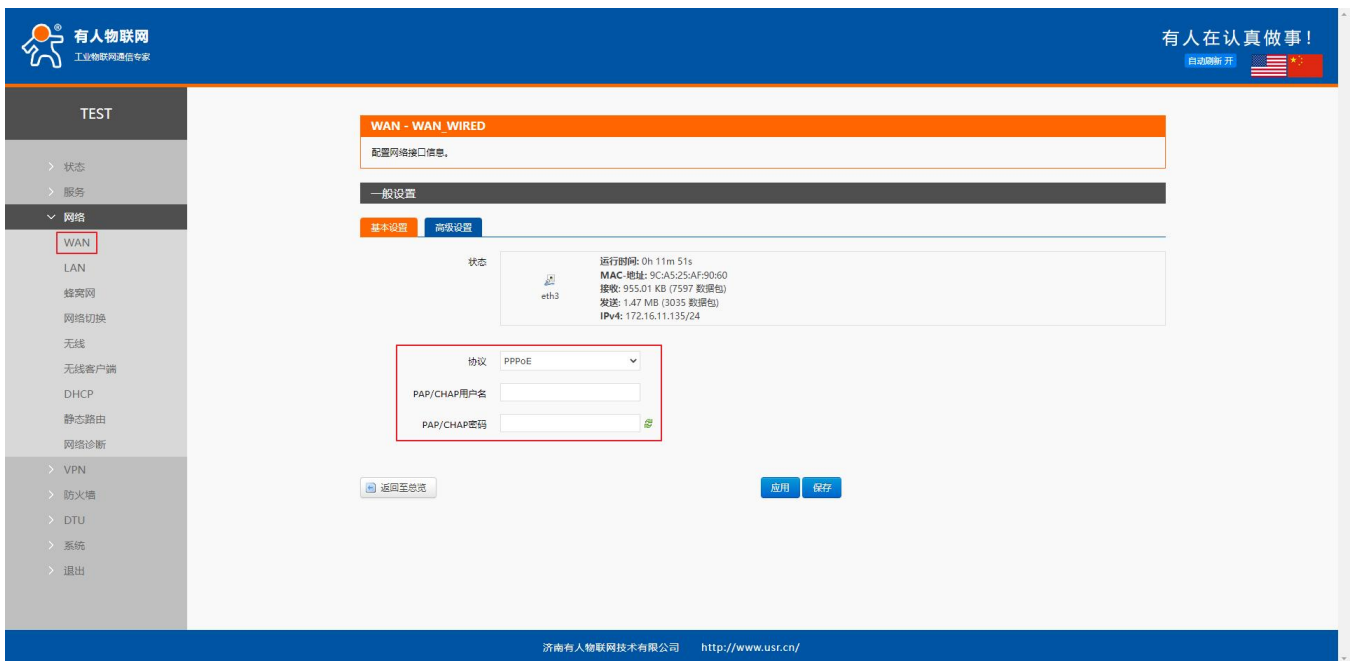 有人物联网
工业物联网通信专家
有人在认真做事！
自动刷新 开
TEST
状态
服务
网络
WAN
LAN
蜂窝网
网络切换
无线
无线客户端
DHCP
静态路由
网络诊断
VPN
防火墙
DTU
系统
退出
WAN - WAN_WIRED
配置网络接口信息。
一般设置
基本设置 高级设置
状态
eth3
运行时间: 0h 11m 51s
MAC-地址: 9C:A5:25:AF:90:60
接收: 955.01 KB (7597 数据包)
发送: 1.47 MB (3035 数据包)
IPv4: 172.16.11.135/24
协议 PPPoE
PAP/CHAP用户名
PAP/CHAP密码
返回至总览 应用 保存
济南有人物联网技术有限公司 http://www.usr.cn/